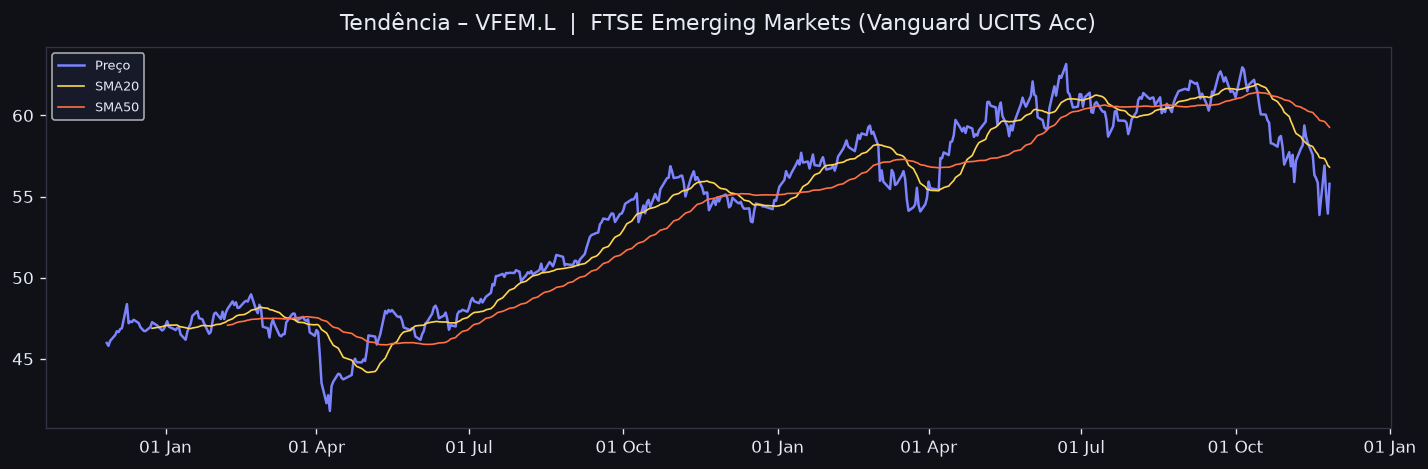 Tendência – VFEM.L | FTSE Emerging Markets (Vanguard UCITS Acc)
Preço
SMA20
SMA50
60
55
50
45
01 Jan 01 Apr 01 Jul 01 Oct 01 Jan 01 Apr 01 Jul 01 Oct 01 Jan